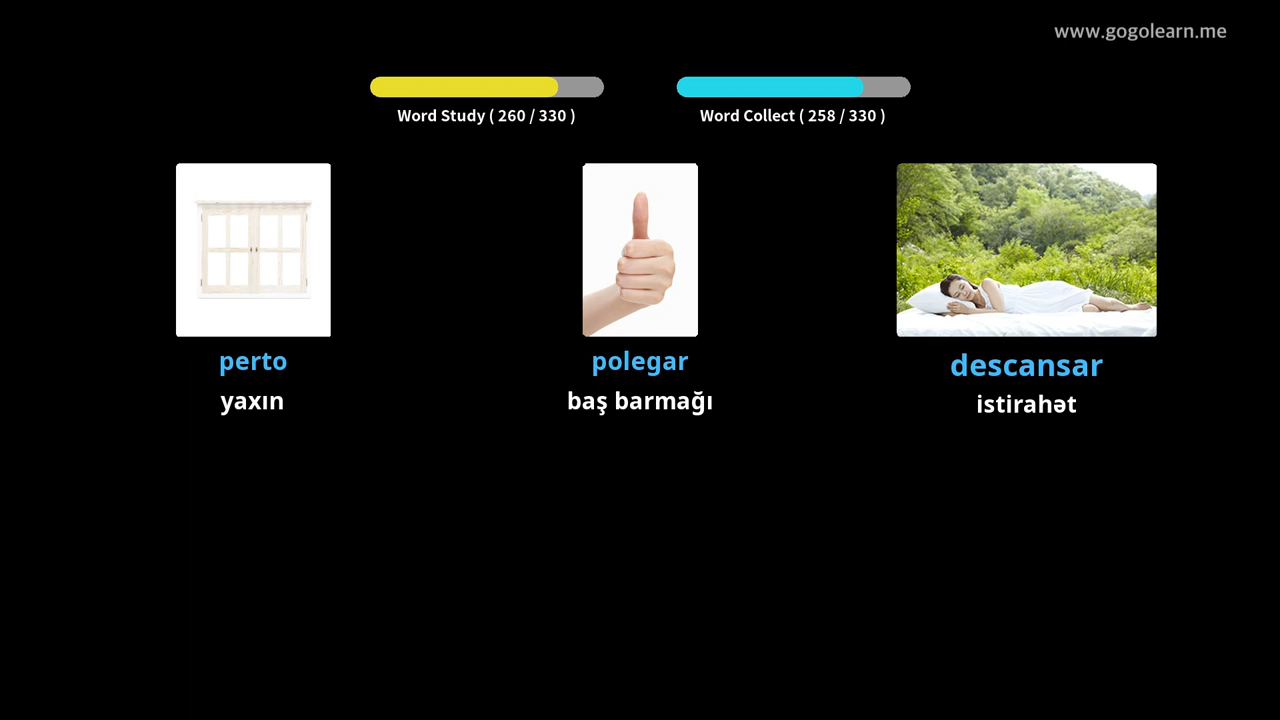 www.gogolearn.me
Word Study ( 260 / 330 )
Word Collect ( 258 / 330 )
perto
yaxın
polegar
baş barmağı
descansar
istirahət